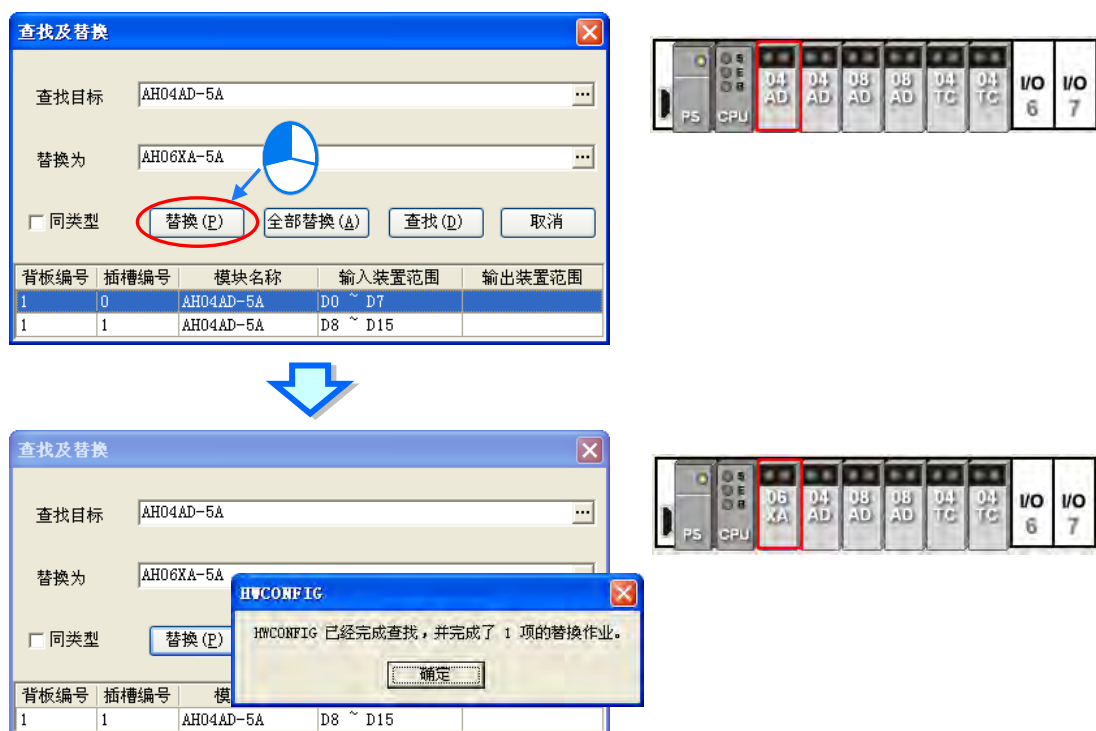 查找及替换
查找目标 AH04AD-5A ...
替换为 AH06XA-5A ...
同类型 替换(P) 全部替换(A) 查找(D) 取消
背板编号 插槽编号 模块名称 输入装置范围 输出装置范围
1 0 AH04AD-5A D0 ~ D7
1 1 AH04AD-5A D8 ~ D15
PS CPU S E B 04 AD 04 AD 08 AD 08 AD 04 TC 04 TC I/O 6 I/O 7
查找及替换
查找目标 AH04AD-5A ...
替换为 AH06XA-5A
同类型 替换(P)
HWCONFIG
HWCONFIG 已经完成查找，并完成了 1 项的替换作业。
确定
背板编号 插槽编号 模
1 1 AH04AD-5A D8 ~ D15
PS CPU S E B 06 XA 04 AD 08 AD 08 AD 04 TC 04 TC I/O 6 I/O 7